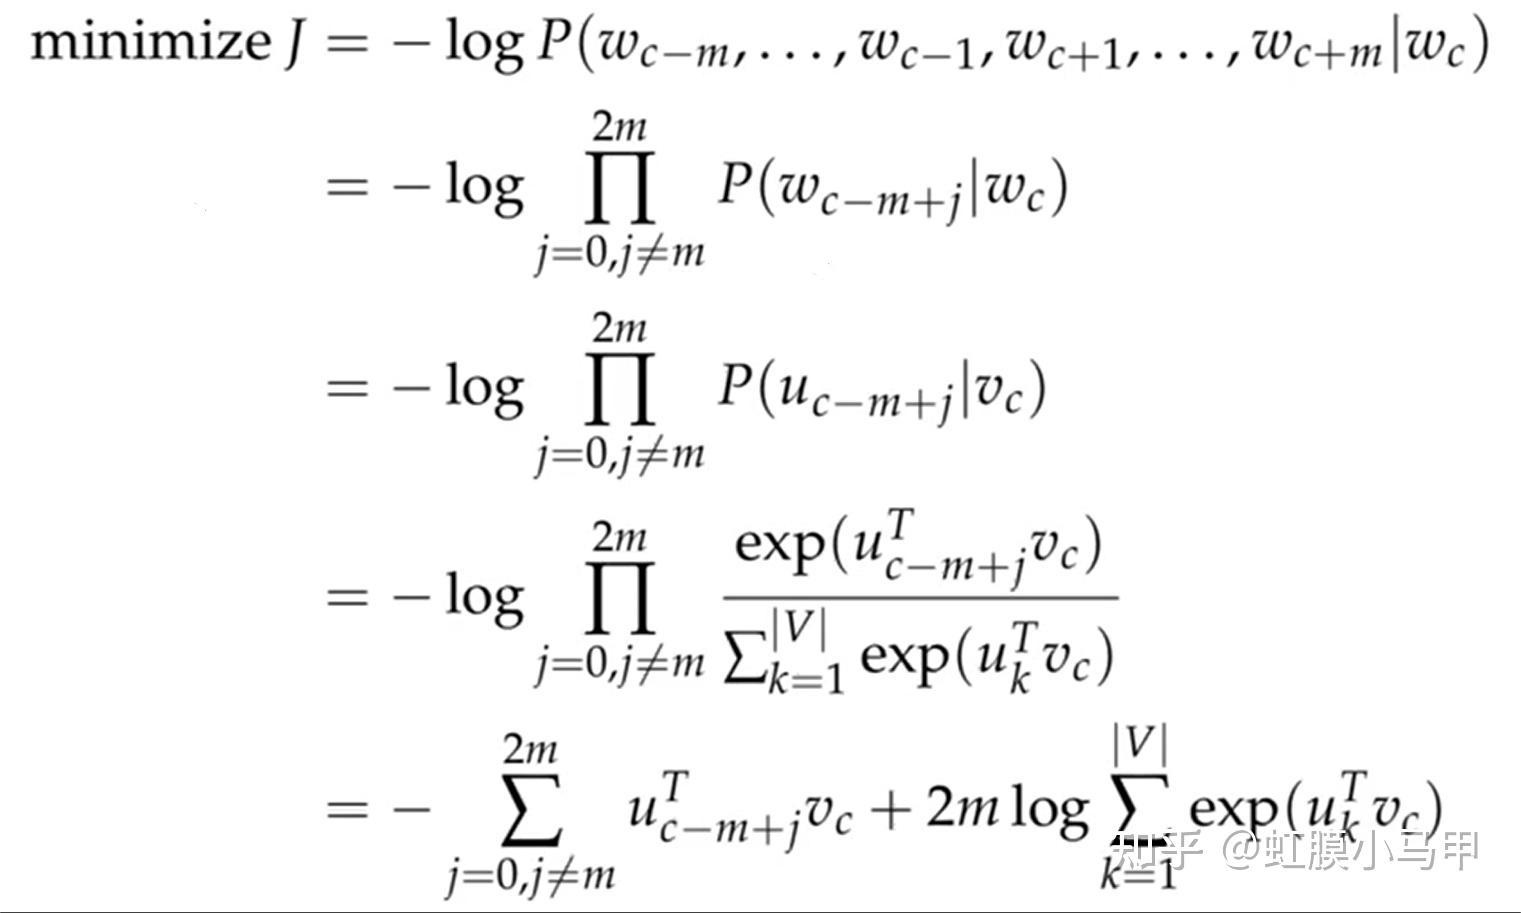 minimize J = − log P(w_{c−m}, . . . , w_{c−1}, w_{c+1}, . . . , w_{c+m}|w_c)
= − log ∏_{j=0,j≠m}^{2m} P(w_{c−m+j}|w_c)
= − log ∏_{j=0,j≠m}^{2m} P(u_{c−m+j}|v_c)
= − log ∏_{j=0,j≠m}^{2m} \frac{exp(u_{c−m+j}^T v_c)}{∑_{k=1}^{|V|} exp(u_k^T v_c)}
= − ∑_{j=0,j≠m}^{2m} u_{c−m+j}^T v_c + 2m log ∑_{k=1}^{|V|} exp(u_k^T v_c)
知乎 @虹膜小马甲